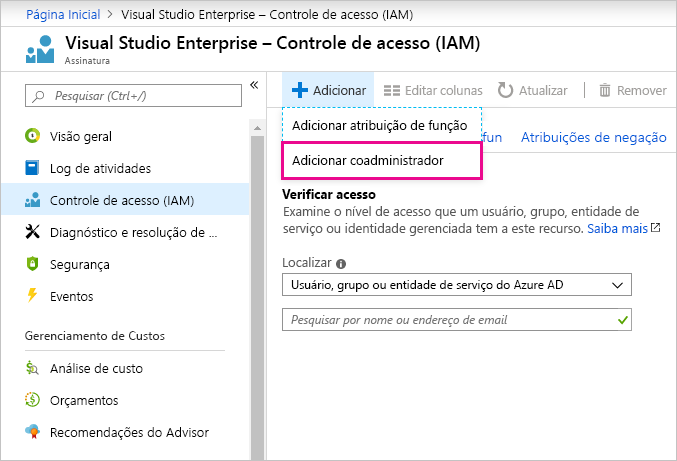 Página Inicial > Visual Studio Enterprise – Controle de acesso (IAM)
Visual Studio Enterprise – Controle de acesso (IAM)
Assinatura
Pesquisar (Ctrl+/)
«
Visão geral
Log de atividades
Controle de acesso (IAM)
Diagnóstico e resolução de ...
Segurança
Eventos
Gerenciamento de Custos
Análise de custo
Orçamentos
Recomendações do Advisor
Adicionar
Editar colunas
Atualizar
Remover
Adicionar atribuição de função
Adicionar coadministrador
fun
Atribuições de negação
Verificar acesso
Examine o nível de acesso que um usuário, grupo, entidade de
serviço ou identidade gerenciada tem a este recurso. Saiba mais
Localizar
Usuário, grupo ou entidade de serviço do Azure AD
Pesquisar por nome ou endereço de email